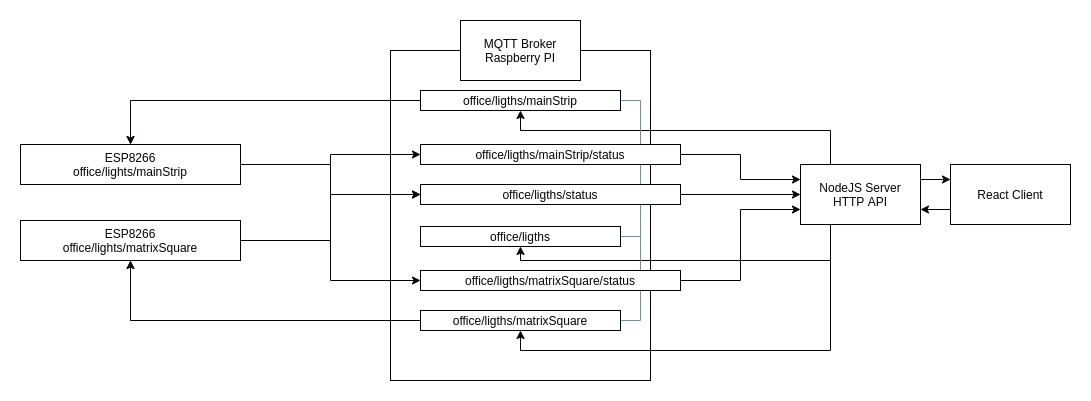 MQTT Broker
Raspberry PI
office/ligths/mainStrip
ESP8266
office/lights/mainStrip
office/ligths/mainStrip/status
office/ligths/status
NodeJS Server
HTTP API
React Client
ESP8266
office/lights/matrixSquare
office/ligths
office/ligths/matrixSquare/status
office/ligths/matrixSquare